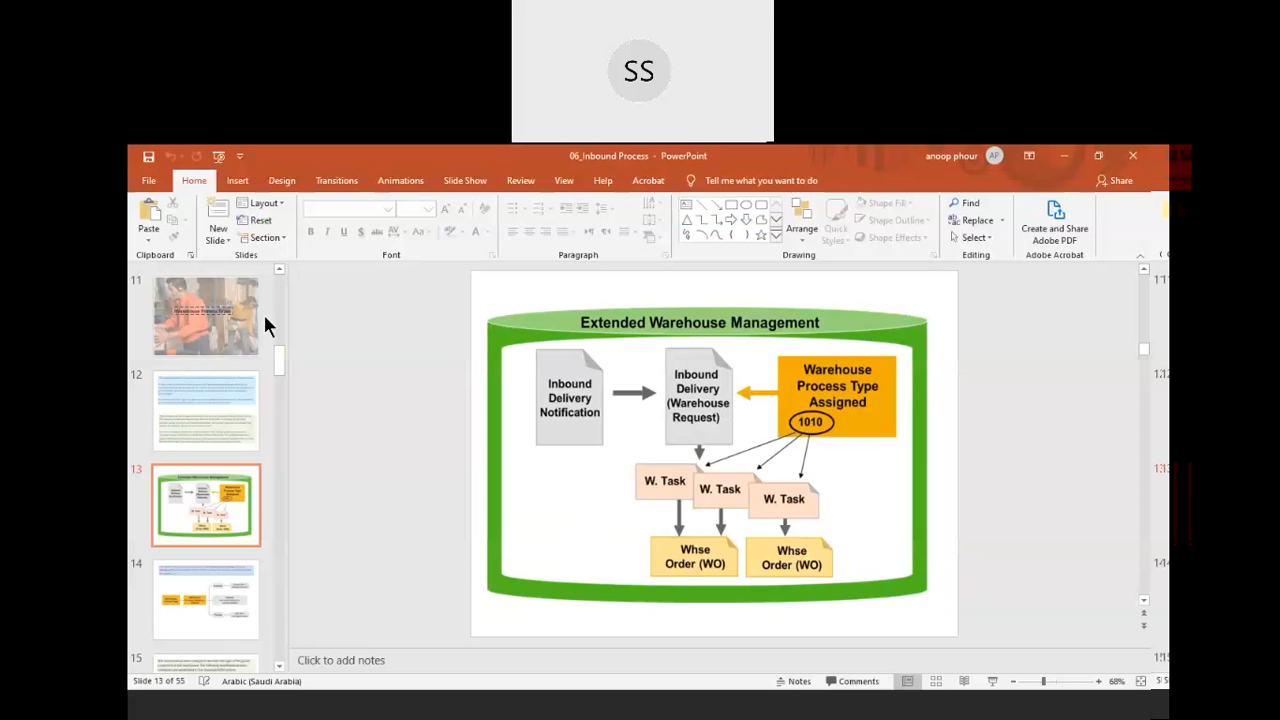 SS
06_Inbound Process - PowerPoint
anoop phour
AP
File Home Insert Design Transitions Animations Slide Show Review View Help Acrobat Tell me what you want to do
Share
Paste
Clipboard
New
Slide
Layout
Reset
Section
Slides
B I U S
Aa
A
Font
Paragraph
Arrange
Quick
Styles
Shape Fill
Shape Outline
Shape Effects
Drawing
Find
Replace
Select
Editing
Create and Share
Adobe PDF
Adobe Acrobat
11
12
13
14
15
Extended Warehouse Management
Inbound
Delivery
Notification
Inbound
Delivery
(Warehouse
Request)
Warehouse
Process Type
Assigned
1010
W. Task
W. Task
W. Task
Whse
Order (WO)
Whse
Order (WO)
Click to add notes
Slide 13 of 55
Arabic (Saudi Arabia)
Notes
Comments
68%